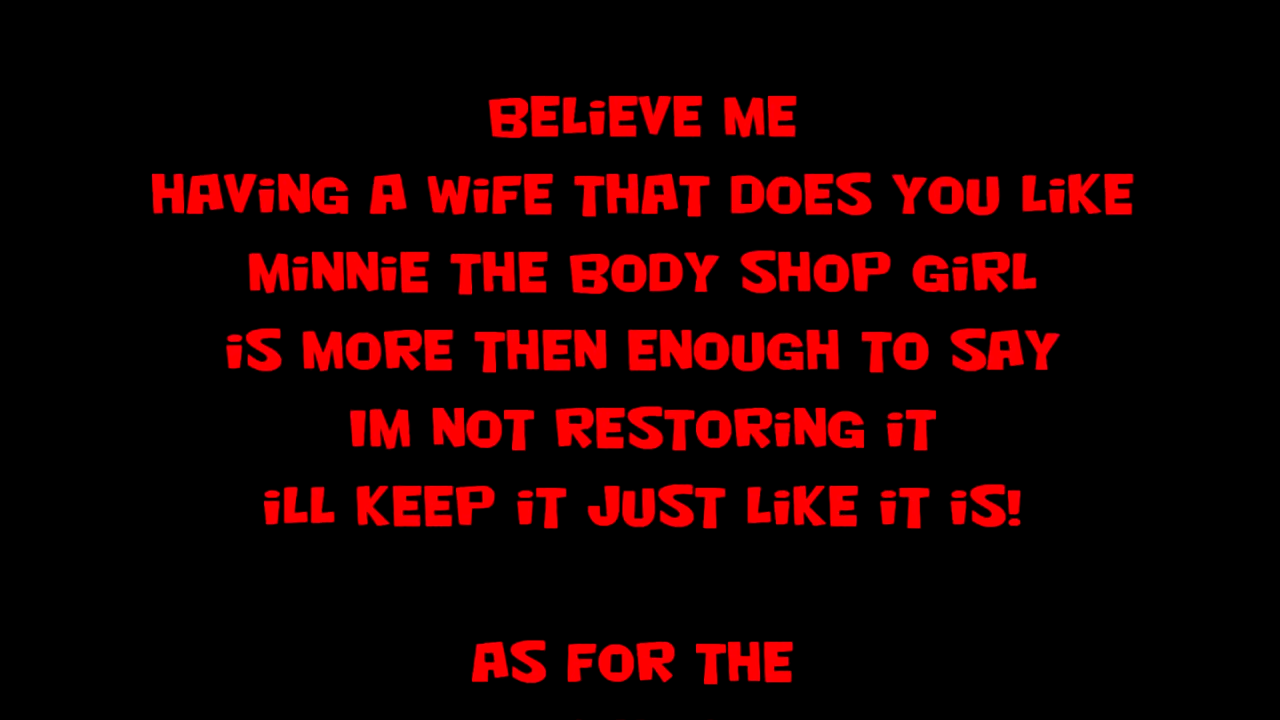 BELiEVE ME
HAViNG A WiFE THAT DOES YOU LiKE
MiNNiE THE BODY SHOP GiRL
iS MORE THEN ENOUGH TO SAY
IM NOT RESTORiNG iT
iLL KEEP iT JUST LiKE iT iS!
AS FOR THE